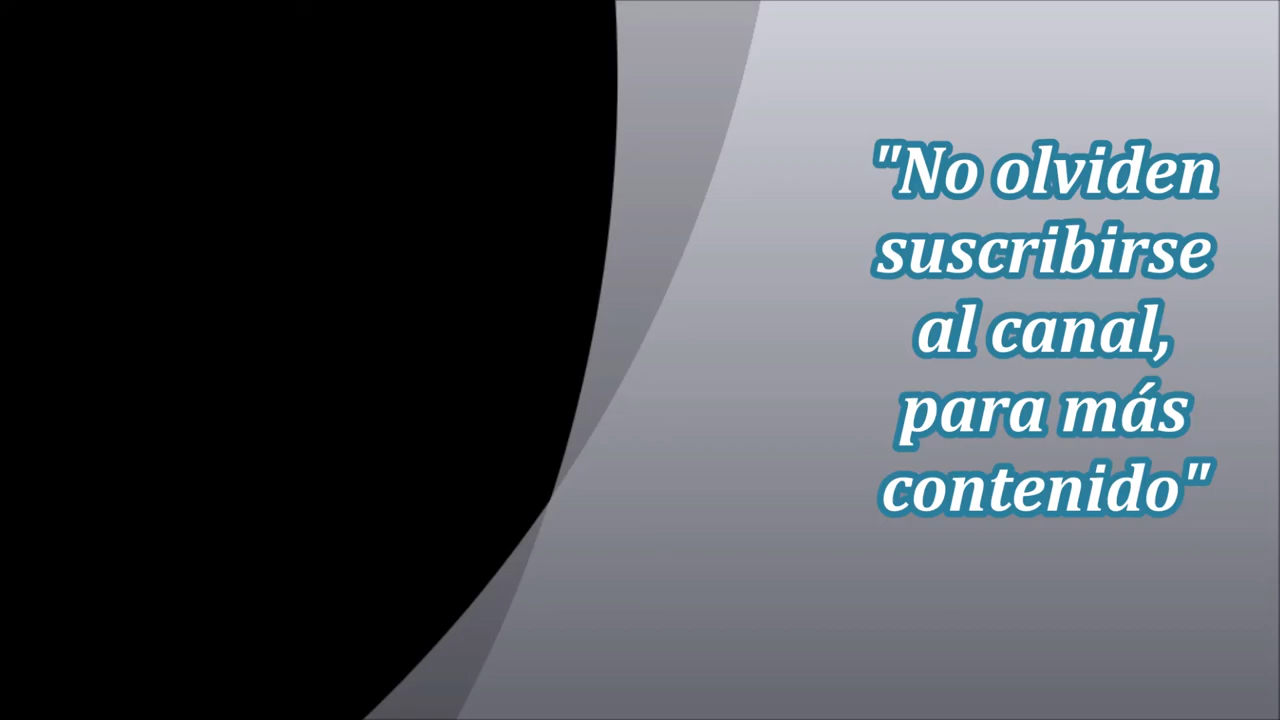 "No olviden
suscribirse
al canal,
para más
contenido"